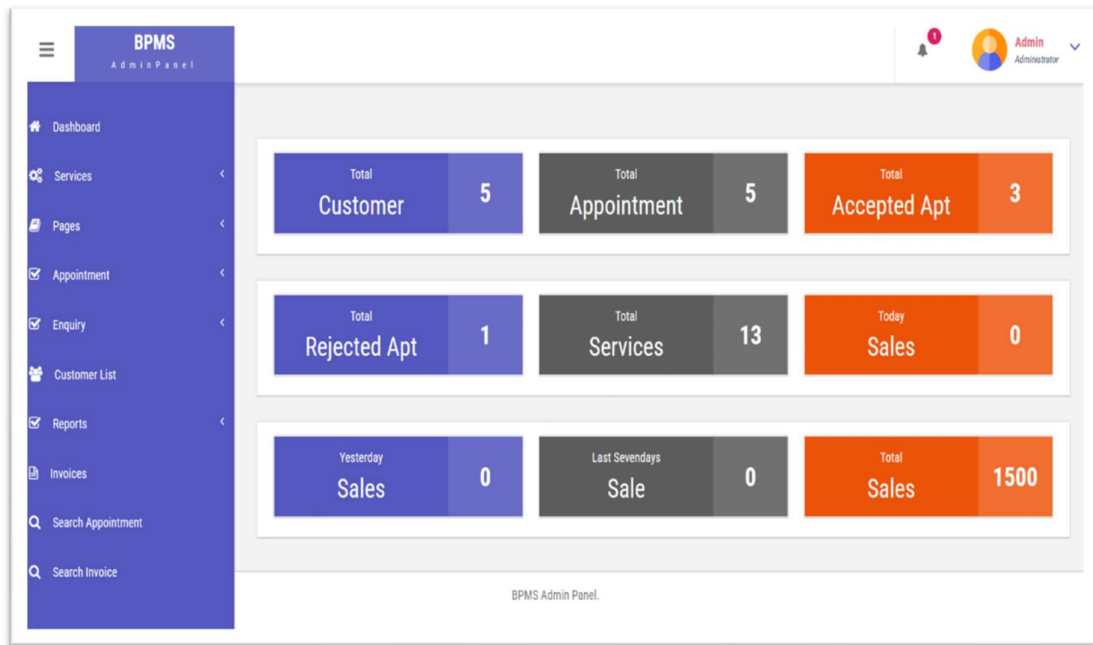 BPMS
AdminPanel
1
Admin
Administrator
Dashboard
Services
Pages
Appointment
Enquiry
Customer List
Reports
Invoices
Search Appointment
Search Invoice
Total
Customer
5
Total
Appointment
5
Total
Accepted Apt
3
Total
Rejected Apt
1
Total
Services
13
Today
Sales
0
Yesterday
Sales
0
Last Sevendays
Sale
0
Total
Sales
1500
BPMS Admin Panel.